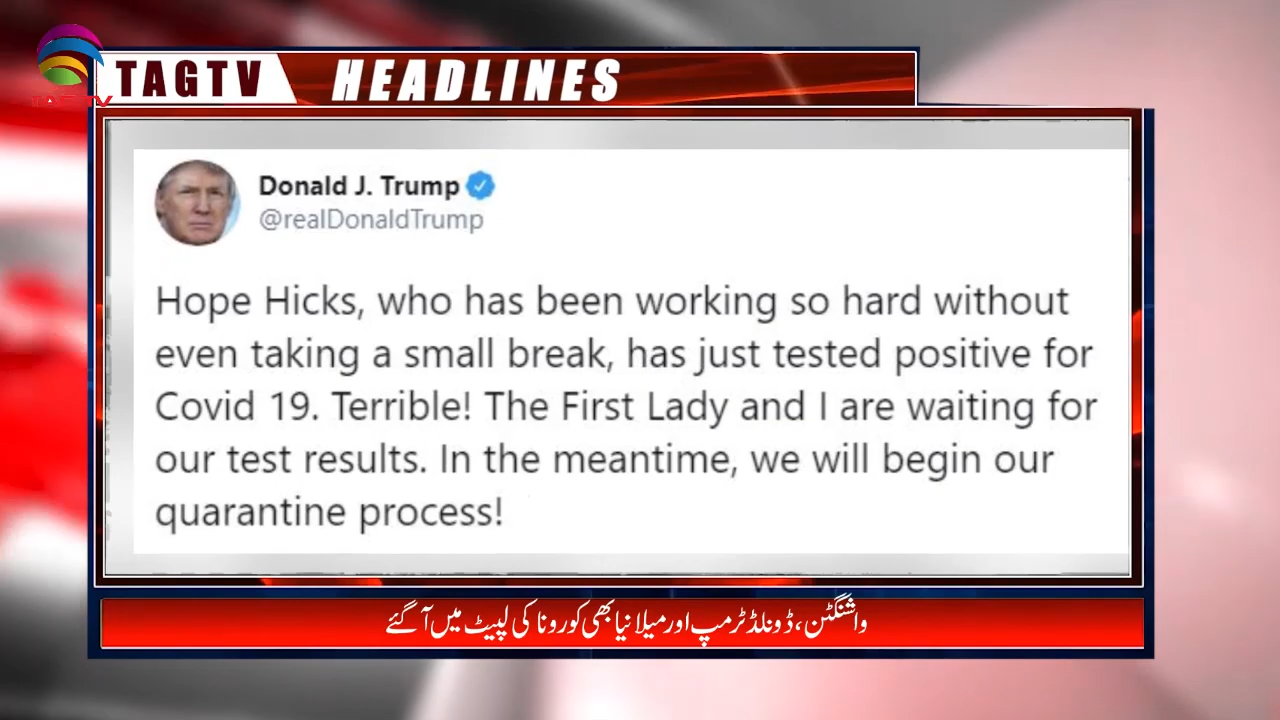 TAGTV
TAGTV HEADLINES
Donald J. Trump
@realDonaldTrump
Hope Hicks, who has been working so hard without
even taking a small break, has just tested positive for
Covid 19. Terrible! The First Lady and I are waiting for
our test results. In the meantime, we will begin our
quarantine process!
واشنگٹن، ڈونلڈ ٹرمپ اور میلانیا بھی کورونا کی لپیٹ میں آ گئے